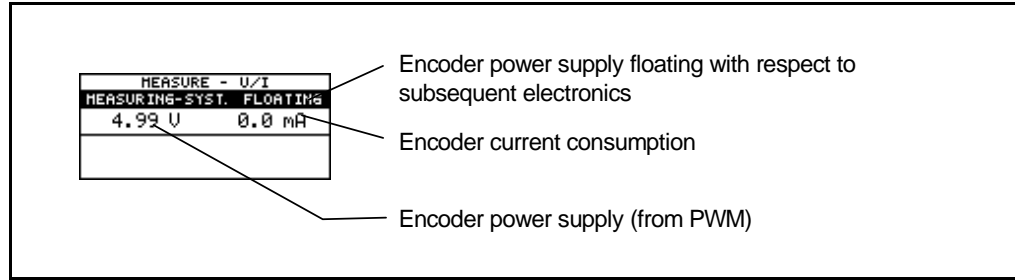 MEASURE - U/I
MEASURING-SYST. FLOATING
4.99 V 0.0 mA
Encoder power supply floating with respect to
subsequent electronics
Encoder current consumption
Encoder power supply (from PWM)